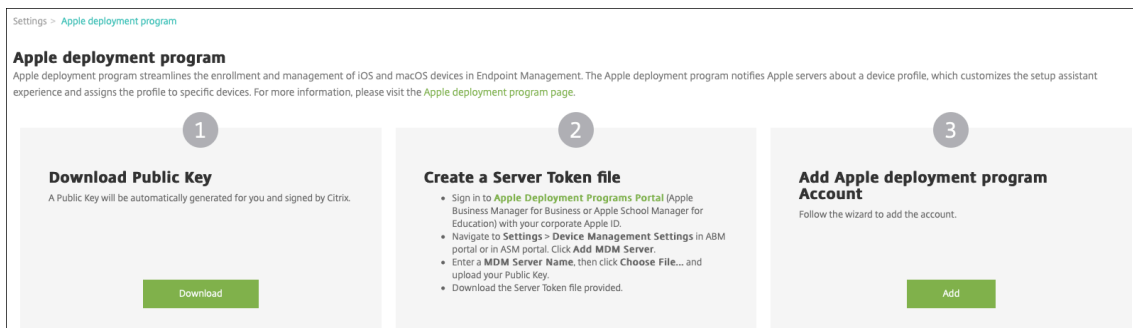 Settings > Apple deployment program
Apple deployment program
Apple deployment program streamlines the enrollment and management of iOS and macOS devices in Endpoint Management. The Apple deployment program notifies Apple servers about a device profile, which customizes the setup assistant
experience and assigns the profile to specific devices. For more information, please visit the Apple deployment program page.
1
Download Public Key
A Public Key will be automatically generated for you and signed by Citrix.
Download
2
Create a Server Token file
• Sign in to Apple Deployment Programs Portal (Apple
Business Manager for Business or Apple School Manager for
Education) with your corporate Apple ID.
• Navigate to Settings > Device Management Settings in ABM
portal or in ASM portal. Click Add MDM Server.
• Enter a MDM Server Name, then click Choose File... and
upload your Public Key.
• Download the Server Token file provided.
3
Add Apple deployment program
Account
Follow the wizard to add the account.
Add